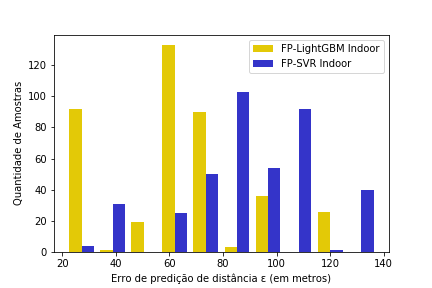 FP-LightGBM Indoor
FP-SVR Indoor
Quantidade de Amostras
120
100
80
60
40
20
0
20 40 60 80 100 120 140
Erro de predição de distância ε (em metros)